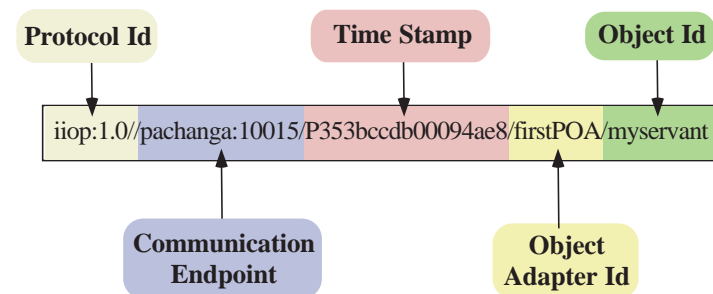 Protocol Id
Time Stamp
Object Id
iiop:1.0//pachanga:10015/P353bccdb00094ae8/firstPOA/myservant
Communication
Endpoint
Object
Adapter Id